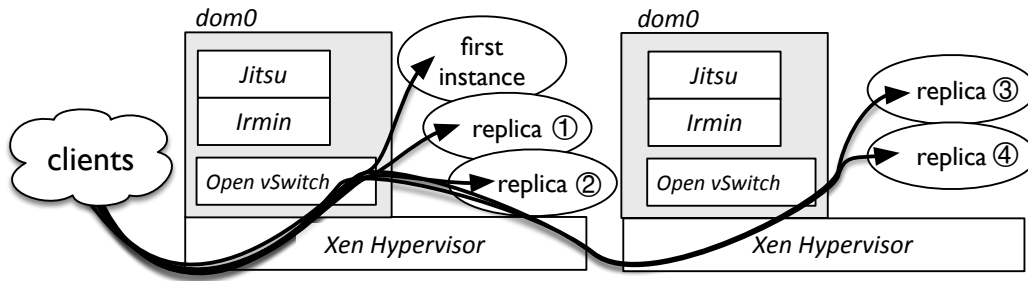 dom0
Jitsu
Irmin
Open vSwitch
Xen Hypervisor
clients
first
instance
replica ①
replica ②
dom0
Jitsu
Irmin
Open vSwitch
Xen Hypervisor
replica ③
replica ④